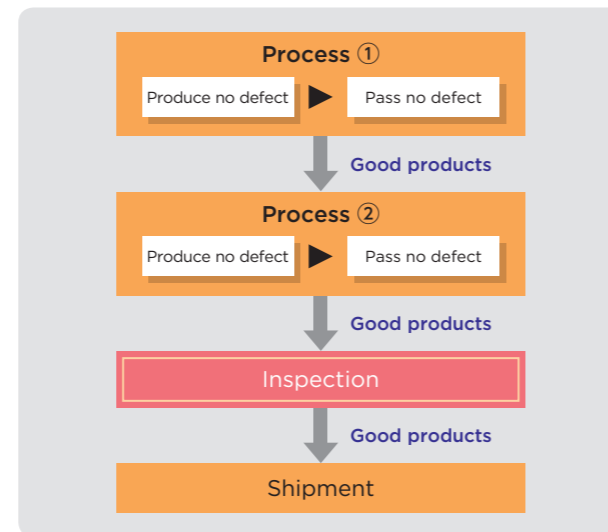 Process ①
Produce no defect ▶ Pass no defect
Good products
Process ②
Produce no defect ▶ Pass no defect
Good products
Inspection
Good products
Shipment